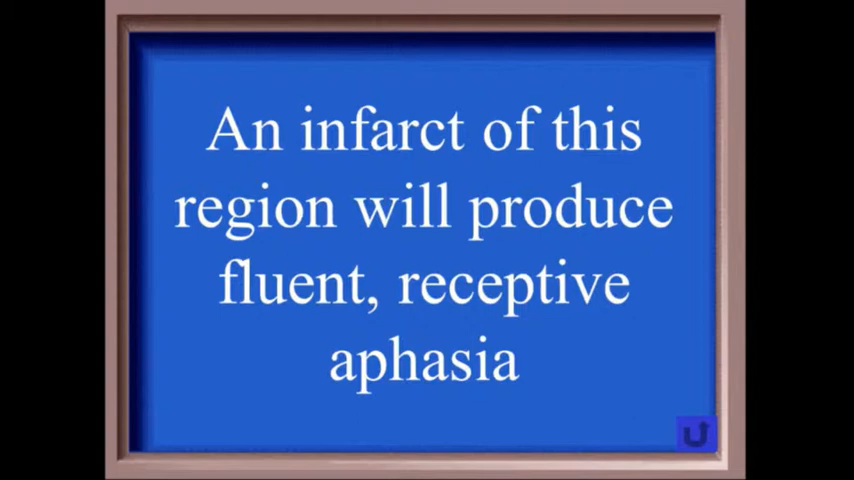 An infarct of this
region will produce
fluent, receptive
aphasia